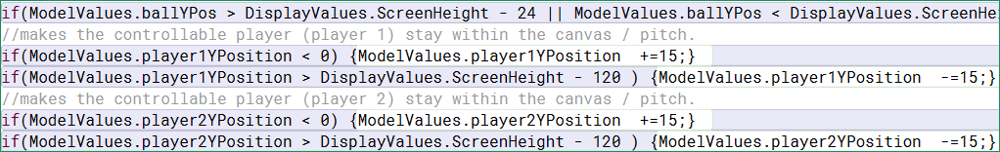 if(ModelValues.ballYPos > DisplayValues.ScreenHeight - 24 || ModelValues.ballYPos < DisplayValues.ScreenHe
//makes the controllable player (player 1) stay within the canvas / pitch.
if(ModelValues.player1YPosition < 0) {ModelValues.player1YPosition  +=15;}
if(ModelValues.player1YPosition > DisplayValues.ScreenHeight - 120 ) {ModelValues.player1YPosition  -=15;}
//makes the controllable player (player 2) stay within the canvas / pitch.
if(ModelValues.player2YPosition < 0) {ModelValues.player2YPosition  +=15;}
if(ModelValues.player2YPosition > DisplayValues.ScreenHeight - 120 ) {ModelValues.player2YPosition  -=15;}